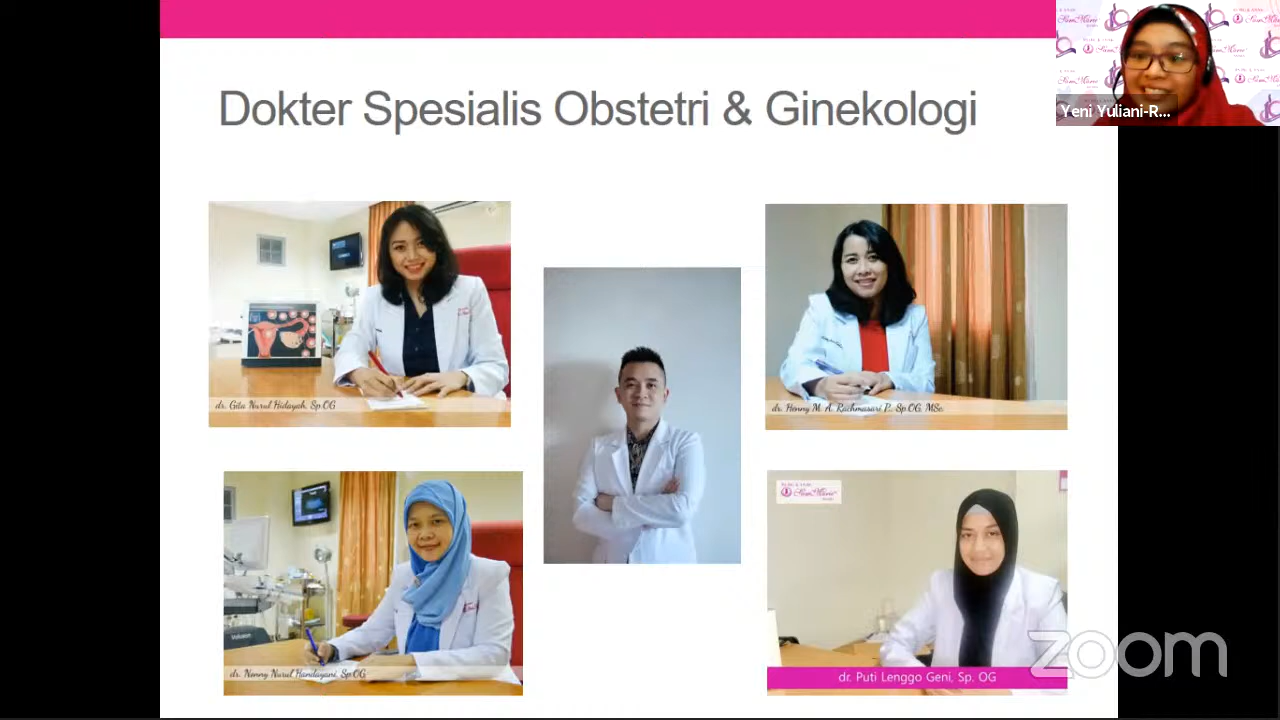 Dokter Spesialis Obstetri & Ginekologi
Yeni Yuliani-R...
dr. Gita Nurul Hidayah, Sp.OG
dr. Henny M. A. Rachmasari P., Sp.OG, MSc.
dr. Nenny Nurul Handayani, Sp.OG
dr. Puti Lenggo Geni, Sp. OG
zoom